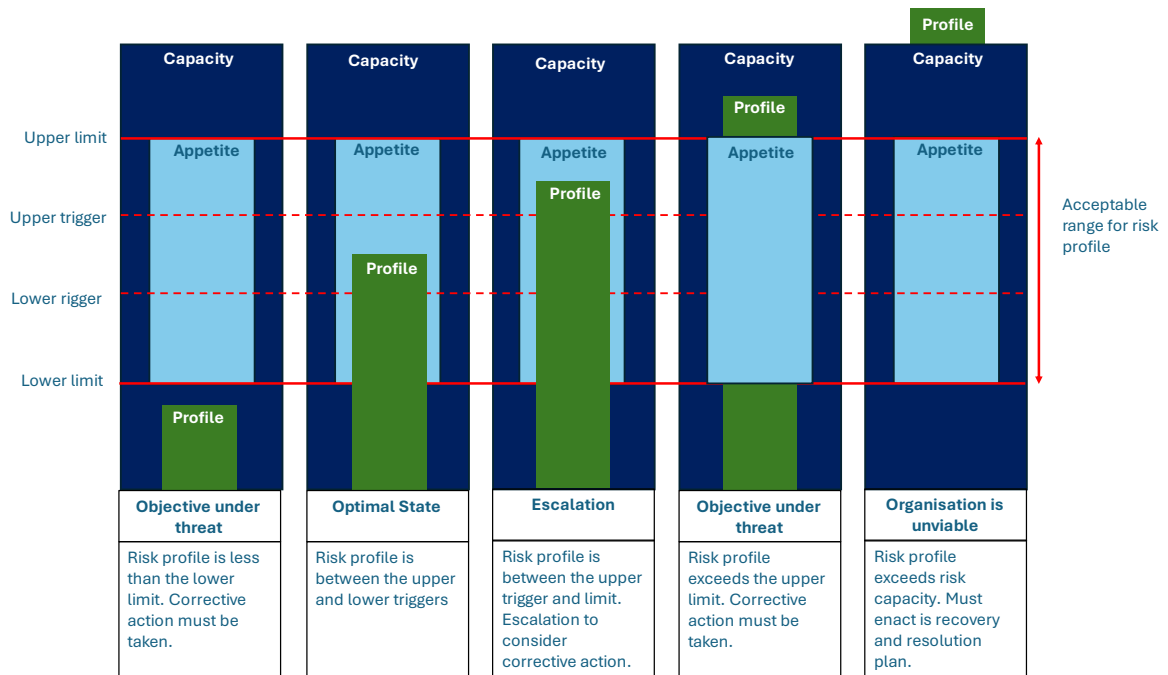 Profile
Capacity
Capacity
Capacity
Capacity
Capacity
Profile
Upper limit
Appetite
Appetite
Appetite
Appetite
Appetite
Profile
Upper trigger
Acceptable
range for risk
profile
Profile
Lower rigger
Lower limit
Profile
Objective under
threat
Risk profile is less
than the lower
limit. Corrective
action must be
taken.
Optimal State
Risk profile is
between the upper
and lower triggers
Escalation
Risk profile is
between the upper
trigger and limit.
Escalation to
consider
corrective action.
Objective under
threat
Risk profile
exceeds the upper
limit. Corrective
action must be
taken.
Organisation is
unviable
Risk profile
exceeds risk
capacity. Must
enact is recovery
and resolution
plan.